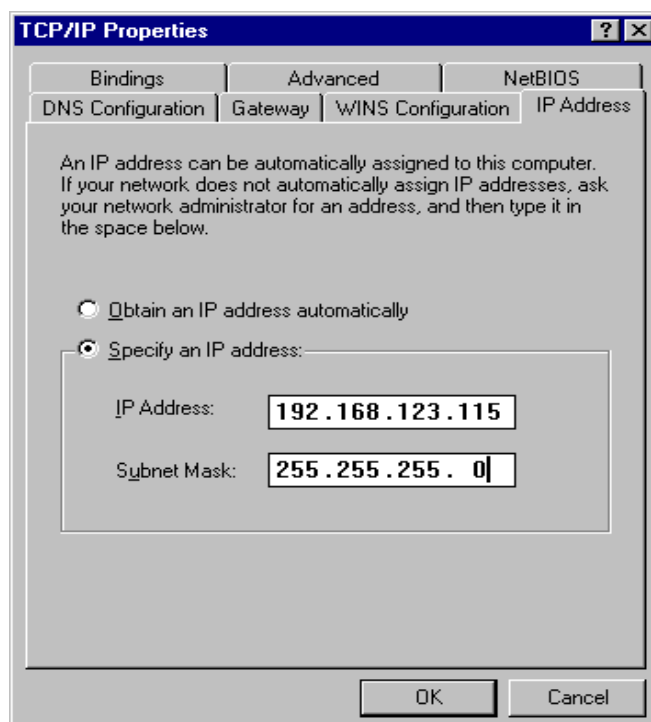 TCP/IP Properties
? ×
Bindings Advanced NetBIOS
DNS Configuration Gateway WINS Configuration IP Address
An IP address can be automatically assigned to this computer.
If your network does not automatically assign IP addresses, ask
your network administrator for an address, and then type it in
the space below.
Obtain an IP address automatically
Specify an IP address:
IP Address: 192.168.123.115
Subnet Mask: 255.255.255. 0
OK Cancel